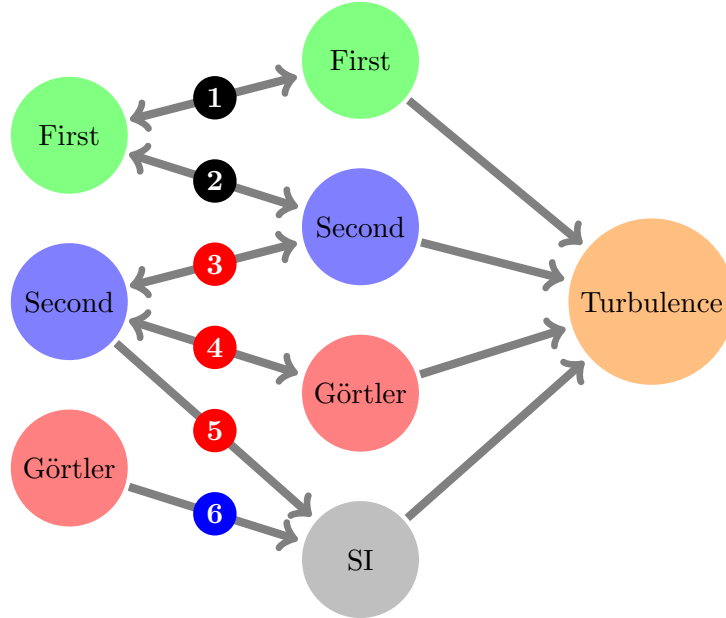 First
Second
Görtler
1
2
3
4
5
6
First
Second
Görtler
SI
Turbulence